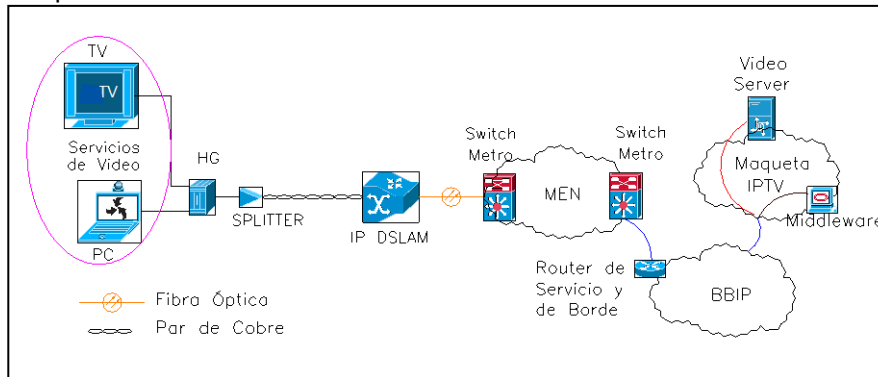 TV
TV
Servicios
de Video
PC
HG
SPLITTER
IP DSLAM
Switch
Metro
MEN
Switch
Metro
Router de
Servicio y
de Borde
BBIP
Video
Server
Maqueta
IPTV
Middleware
Fibra Óptica
Par de Cobre